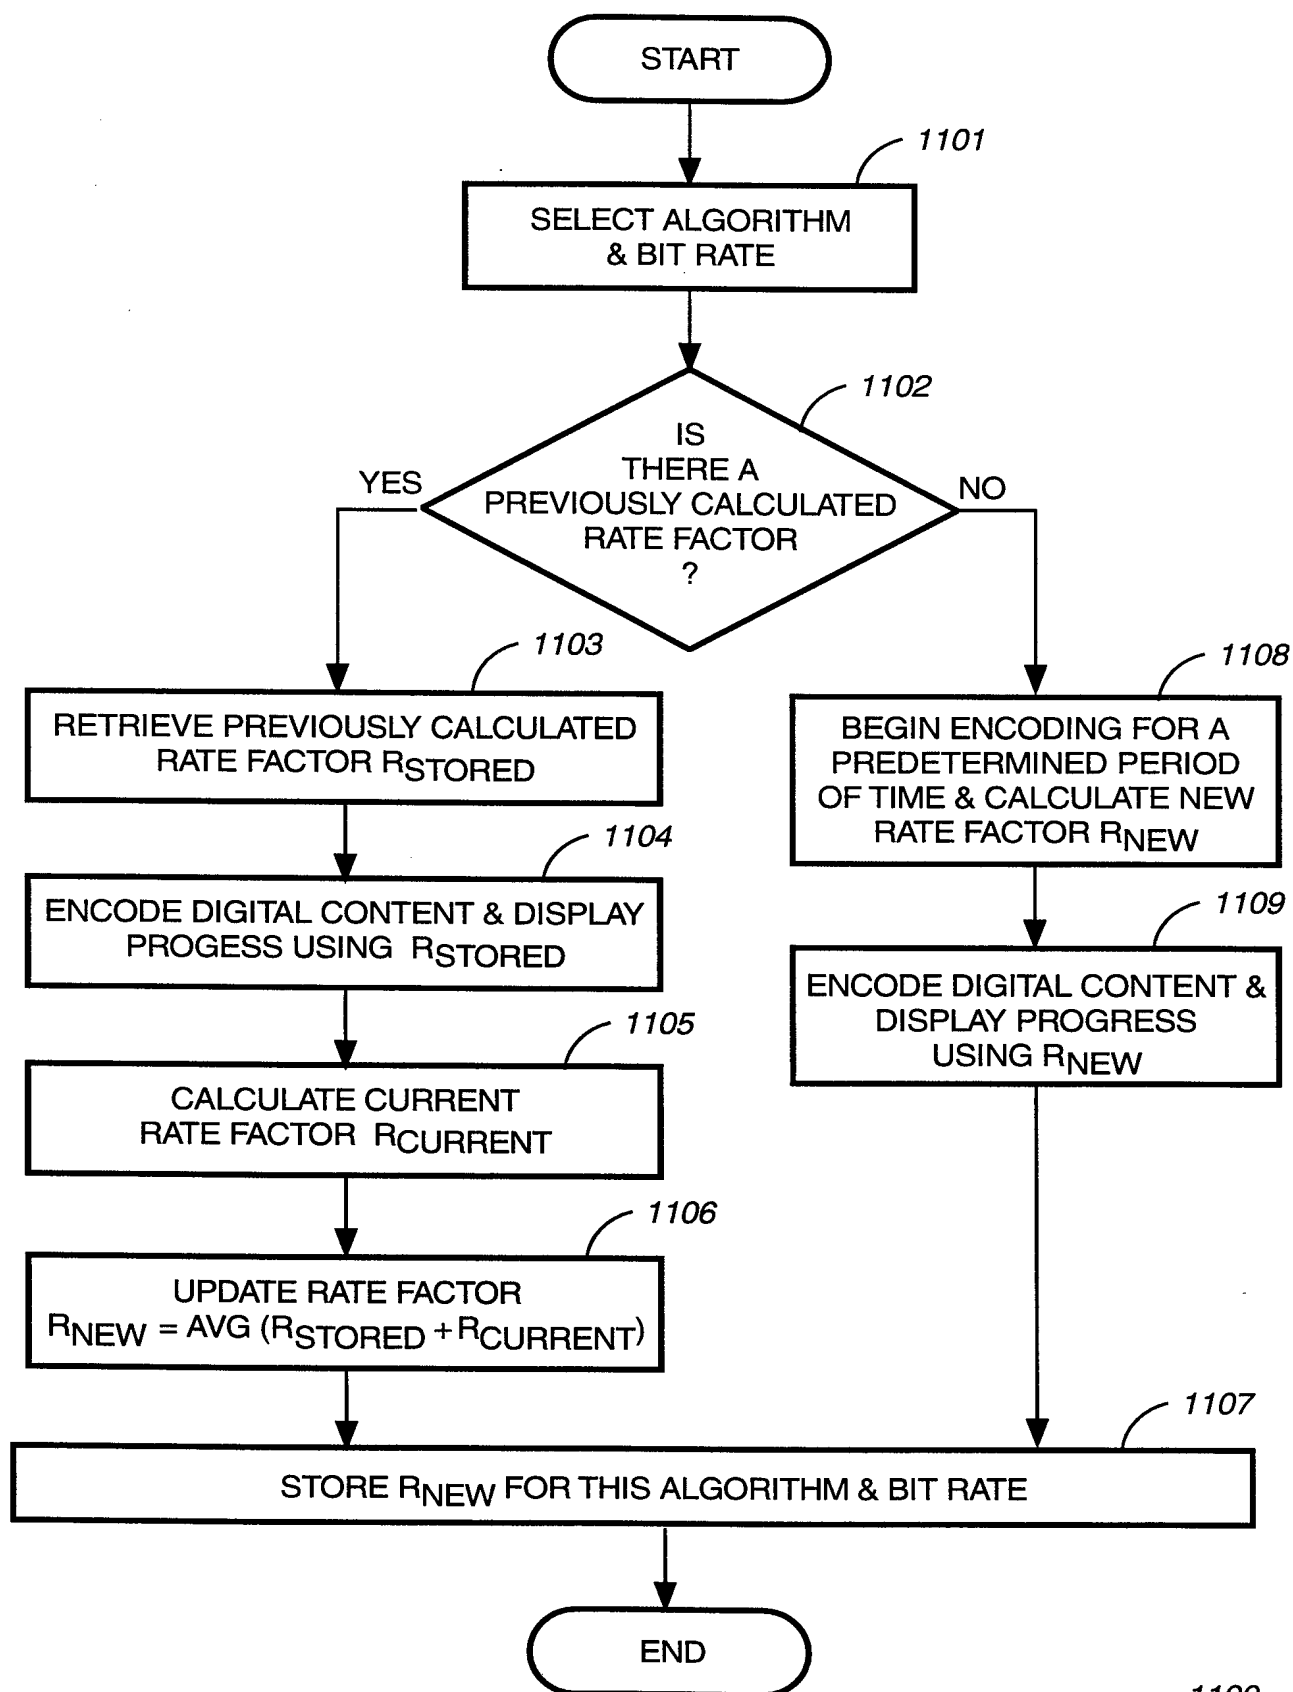 START
1101
SELECT ALGORITHM
& BIT RATE
1102
IS
THERE A
PREVIOUSLY CALCULATED
RATE FACTOR
?
YES
NO
1103
RETRIEVE PREVIOUSLY CALCULATED
RATE FACTOR RSTORED
1104
ENCODE DIGITAL CONTENT & DISPLAY
PROGESS USING RSTORED
1105
CALCULATE CURRENT
RATE FACTOR RCURRENT
1106
UPDATE RATE FACTOR
RNEW = AVG (RSTORED + RCURRENT)
1108
BEGIN ENCODING FOR A
PREDETERMINED PERIOD
OF TIME & CALCULATE NEW
RATE FACTOR RNEW
1109
ENCODE DIGITAL CONTENT &
DISPLAY PROGRESS
USING RNEW
1107
STORE RNEW FOR THIS ALGORITHM & BIT RATE
END